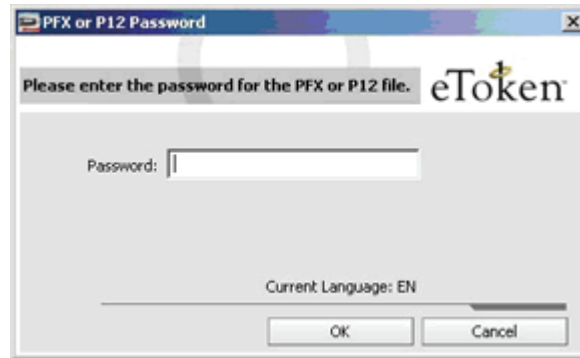 PFX or P12 Password
Please enter the password for the PFX or P12 file.
eToken
Password:
Current Language: EN
OK
Cancel